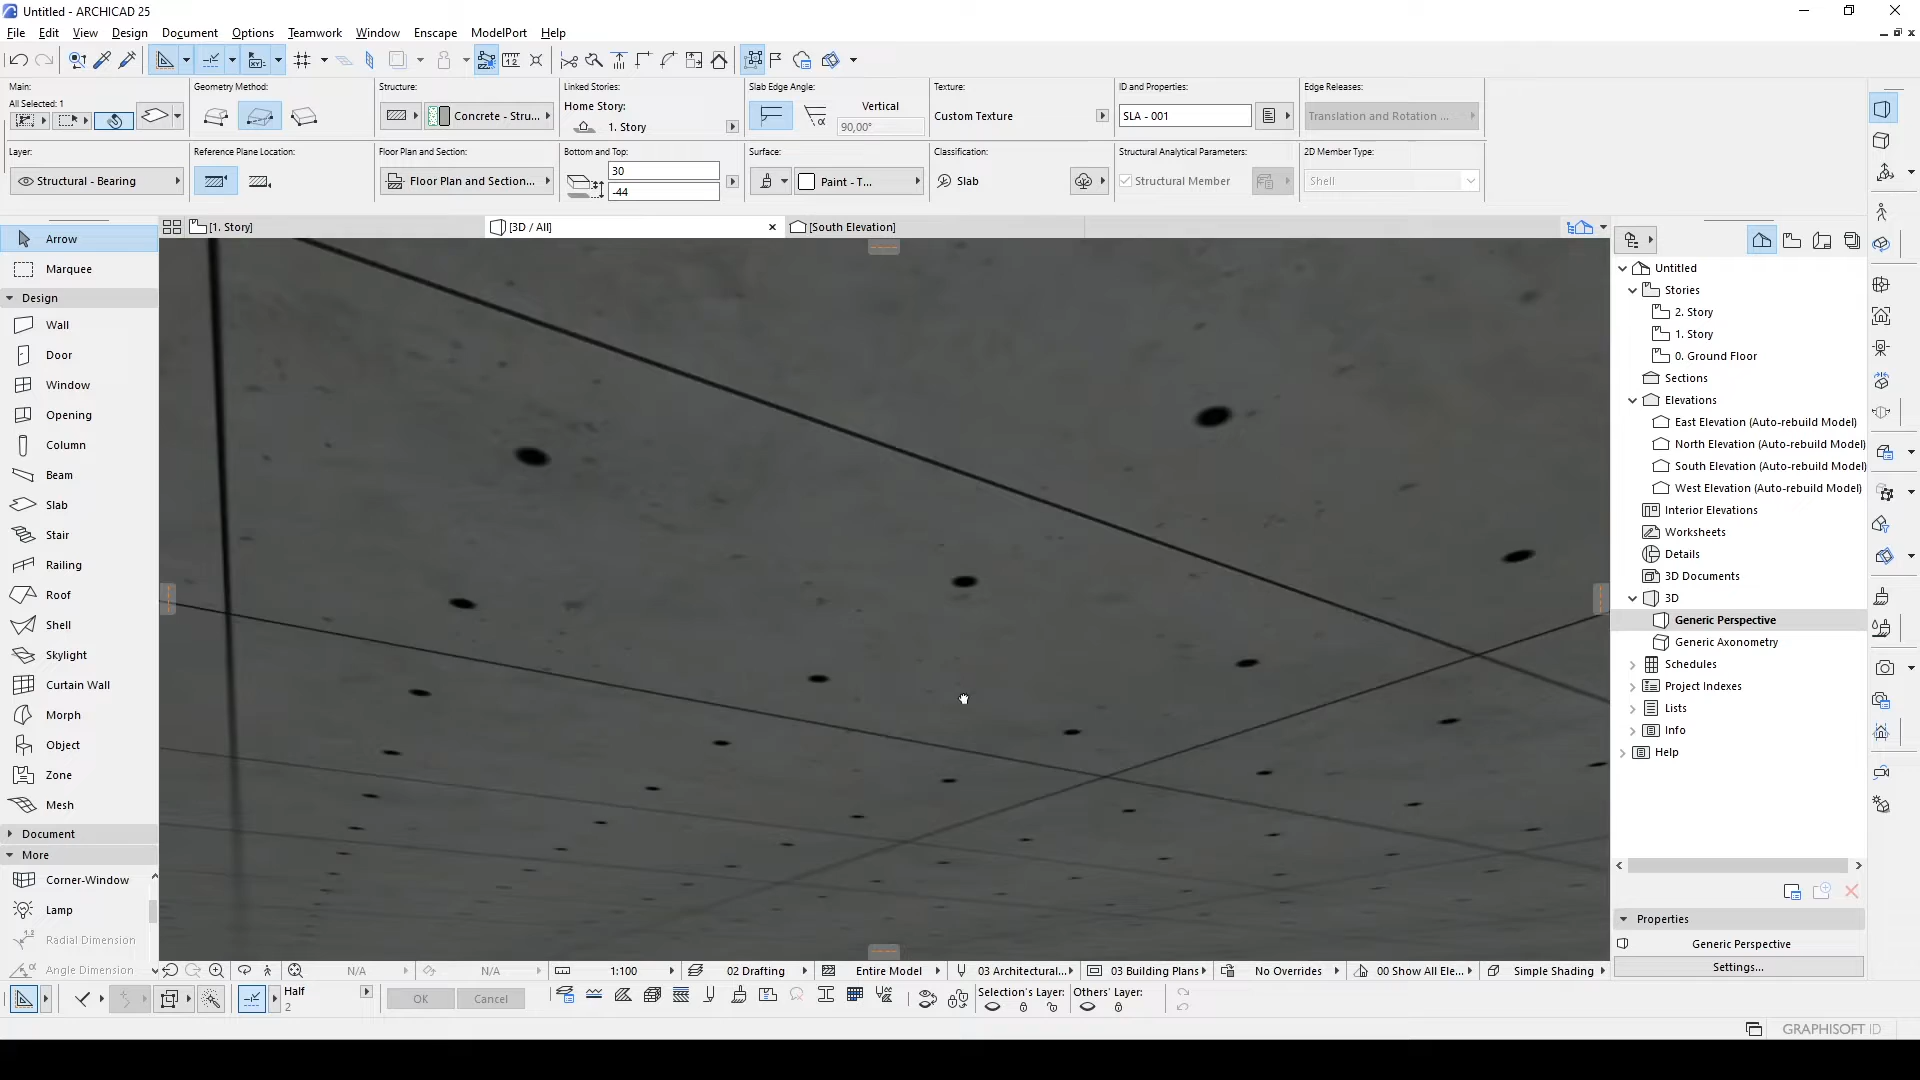 Untitled - ARCHICAD 25
File Edit View Design Document Options Teamwork Window Enscape ModelPort Help
Main: Geometry Method: Structure: Linked Stories: Slab Edge Angle: Texture: ID and Properties: Edge Releases:
All Selected: 1
Home Story: Vertical
Concrete - Stru... 1. Story 90,00° Custom Texture SLA - 001 Translation and Rotation ...
Layer: Reference Plane Location: Floor Plan and Section: Bottom and Top: Surface: Classification: Structural Analytical Parameters: 2D Member Type:
30
Structural - Bearing Floor Plan and Section... Paint - T... Slab Structural Member Shell
-44
[1. Story] [3D / All] [South Elevation]
Arrow
Marquee
Design
Wall
Door
Window
Opening
Column
Beam
Slab
Stair
Railing
Roof
Shell
Skylight
Curtain Wall
Morph
Object
Zone
Mesh
Document
More
Corner-Window
Lamp
Radial Dimension
Angle Dimension
Untitled
Stories
2. Story
1. Story
0. Ground Floor
Sections
Elevations
East Elevation (Auto-rebuild Model)
North Elevation (Auto-rebuild Model)
South Elevation (Auto-rebuild Model)
West Elevation (Auto-rebuild Model)
Interior Elevations
Worksheets
Details
3D Documents
3D
Generic Perspective
Generic Axonometry
Schedules
Project Indexes
Lists
Info
Help
Properties
Generic Perspective
Settings...
N/A N/A 1:100 02 Drafting Entire Model 03 Architectural... 03 Building Plans No Overrides 00 Show All Ele... Simple Shading
Half
2
OK Cancel
Selection's Layer: Others' Layer:
GRAPHISOFT ID